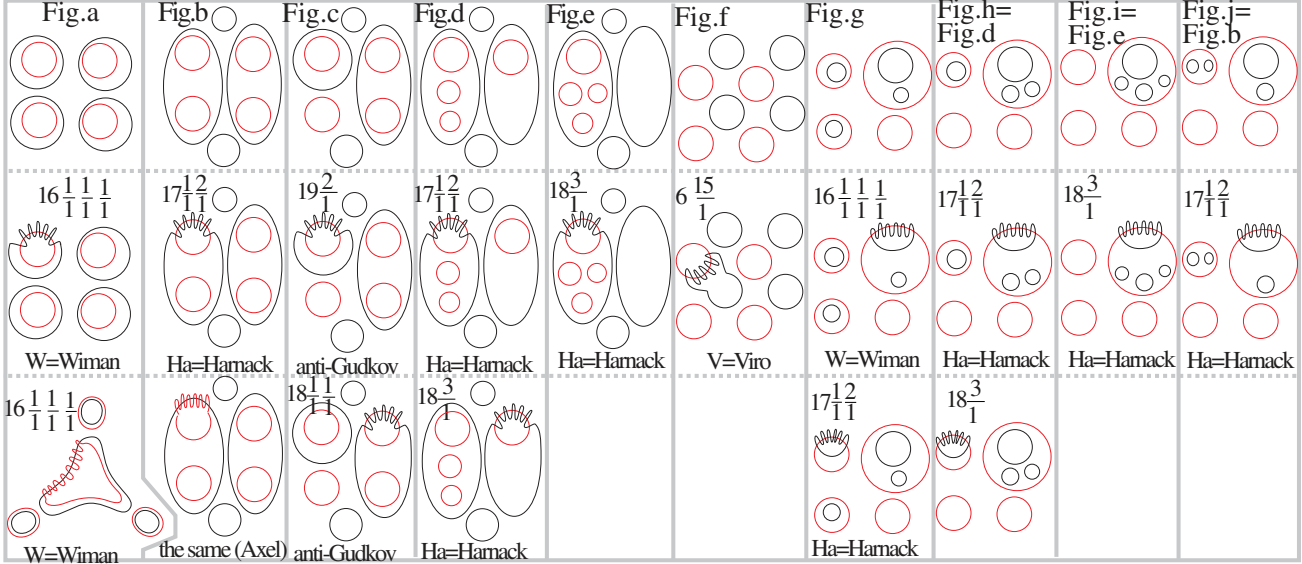 Fig.a
Fig.b
Fig.c
Fig.d
Fig.e
Fig.f
Fig.g
Fig.h=
Fig.d
Fig.i=
Fig.e
Fig.j=
Fig.b
16 1/1 1/1 1/1
17 1/1 2/1
19 2/1
17 1/1 2/1
18 3/1
6 15/1
16 1/1 1/1 1/1
17 1/1 2/1
18 3/1
17 1/1 2/1
W=Wiman
Ha=Harnack
anti-Gudkov
Ha=Harnack
Ha=Harnack
V=Viro
W=Wiman
Ha=Harnack
Ha=Harnack
Ha=Harnack
16 1/1 1/1 1/1
18 1/1 1/1
18 3/1
17 1/1 2/1
18 3/1
W=Wiman
the same (Axel)
anti-Gudkov
Ha=Harnack
Ha=Harnack